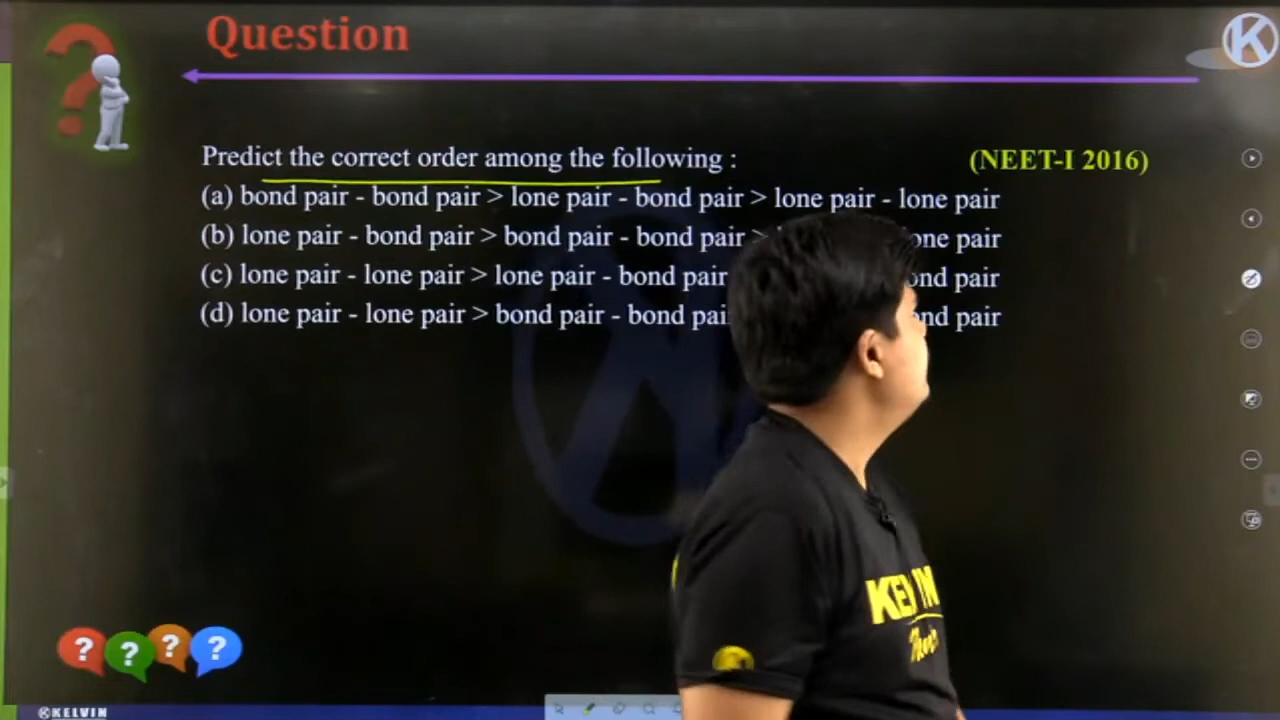 Question
Predict the correct order among the following :
(NEET-I 2016)
(a) bond pair - bond pair > lone pair - bond pair > lone pair - lone pair
(b) lone pair - bond pair > bond pair - bond pair > one pair
(c) lone pair - lone pair > lone pair - bond pair ond pair
(d) lone pair - lone pair > bond pair - bond pai nd pair
? ? ? ?
KELVIN
K